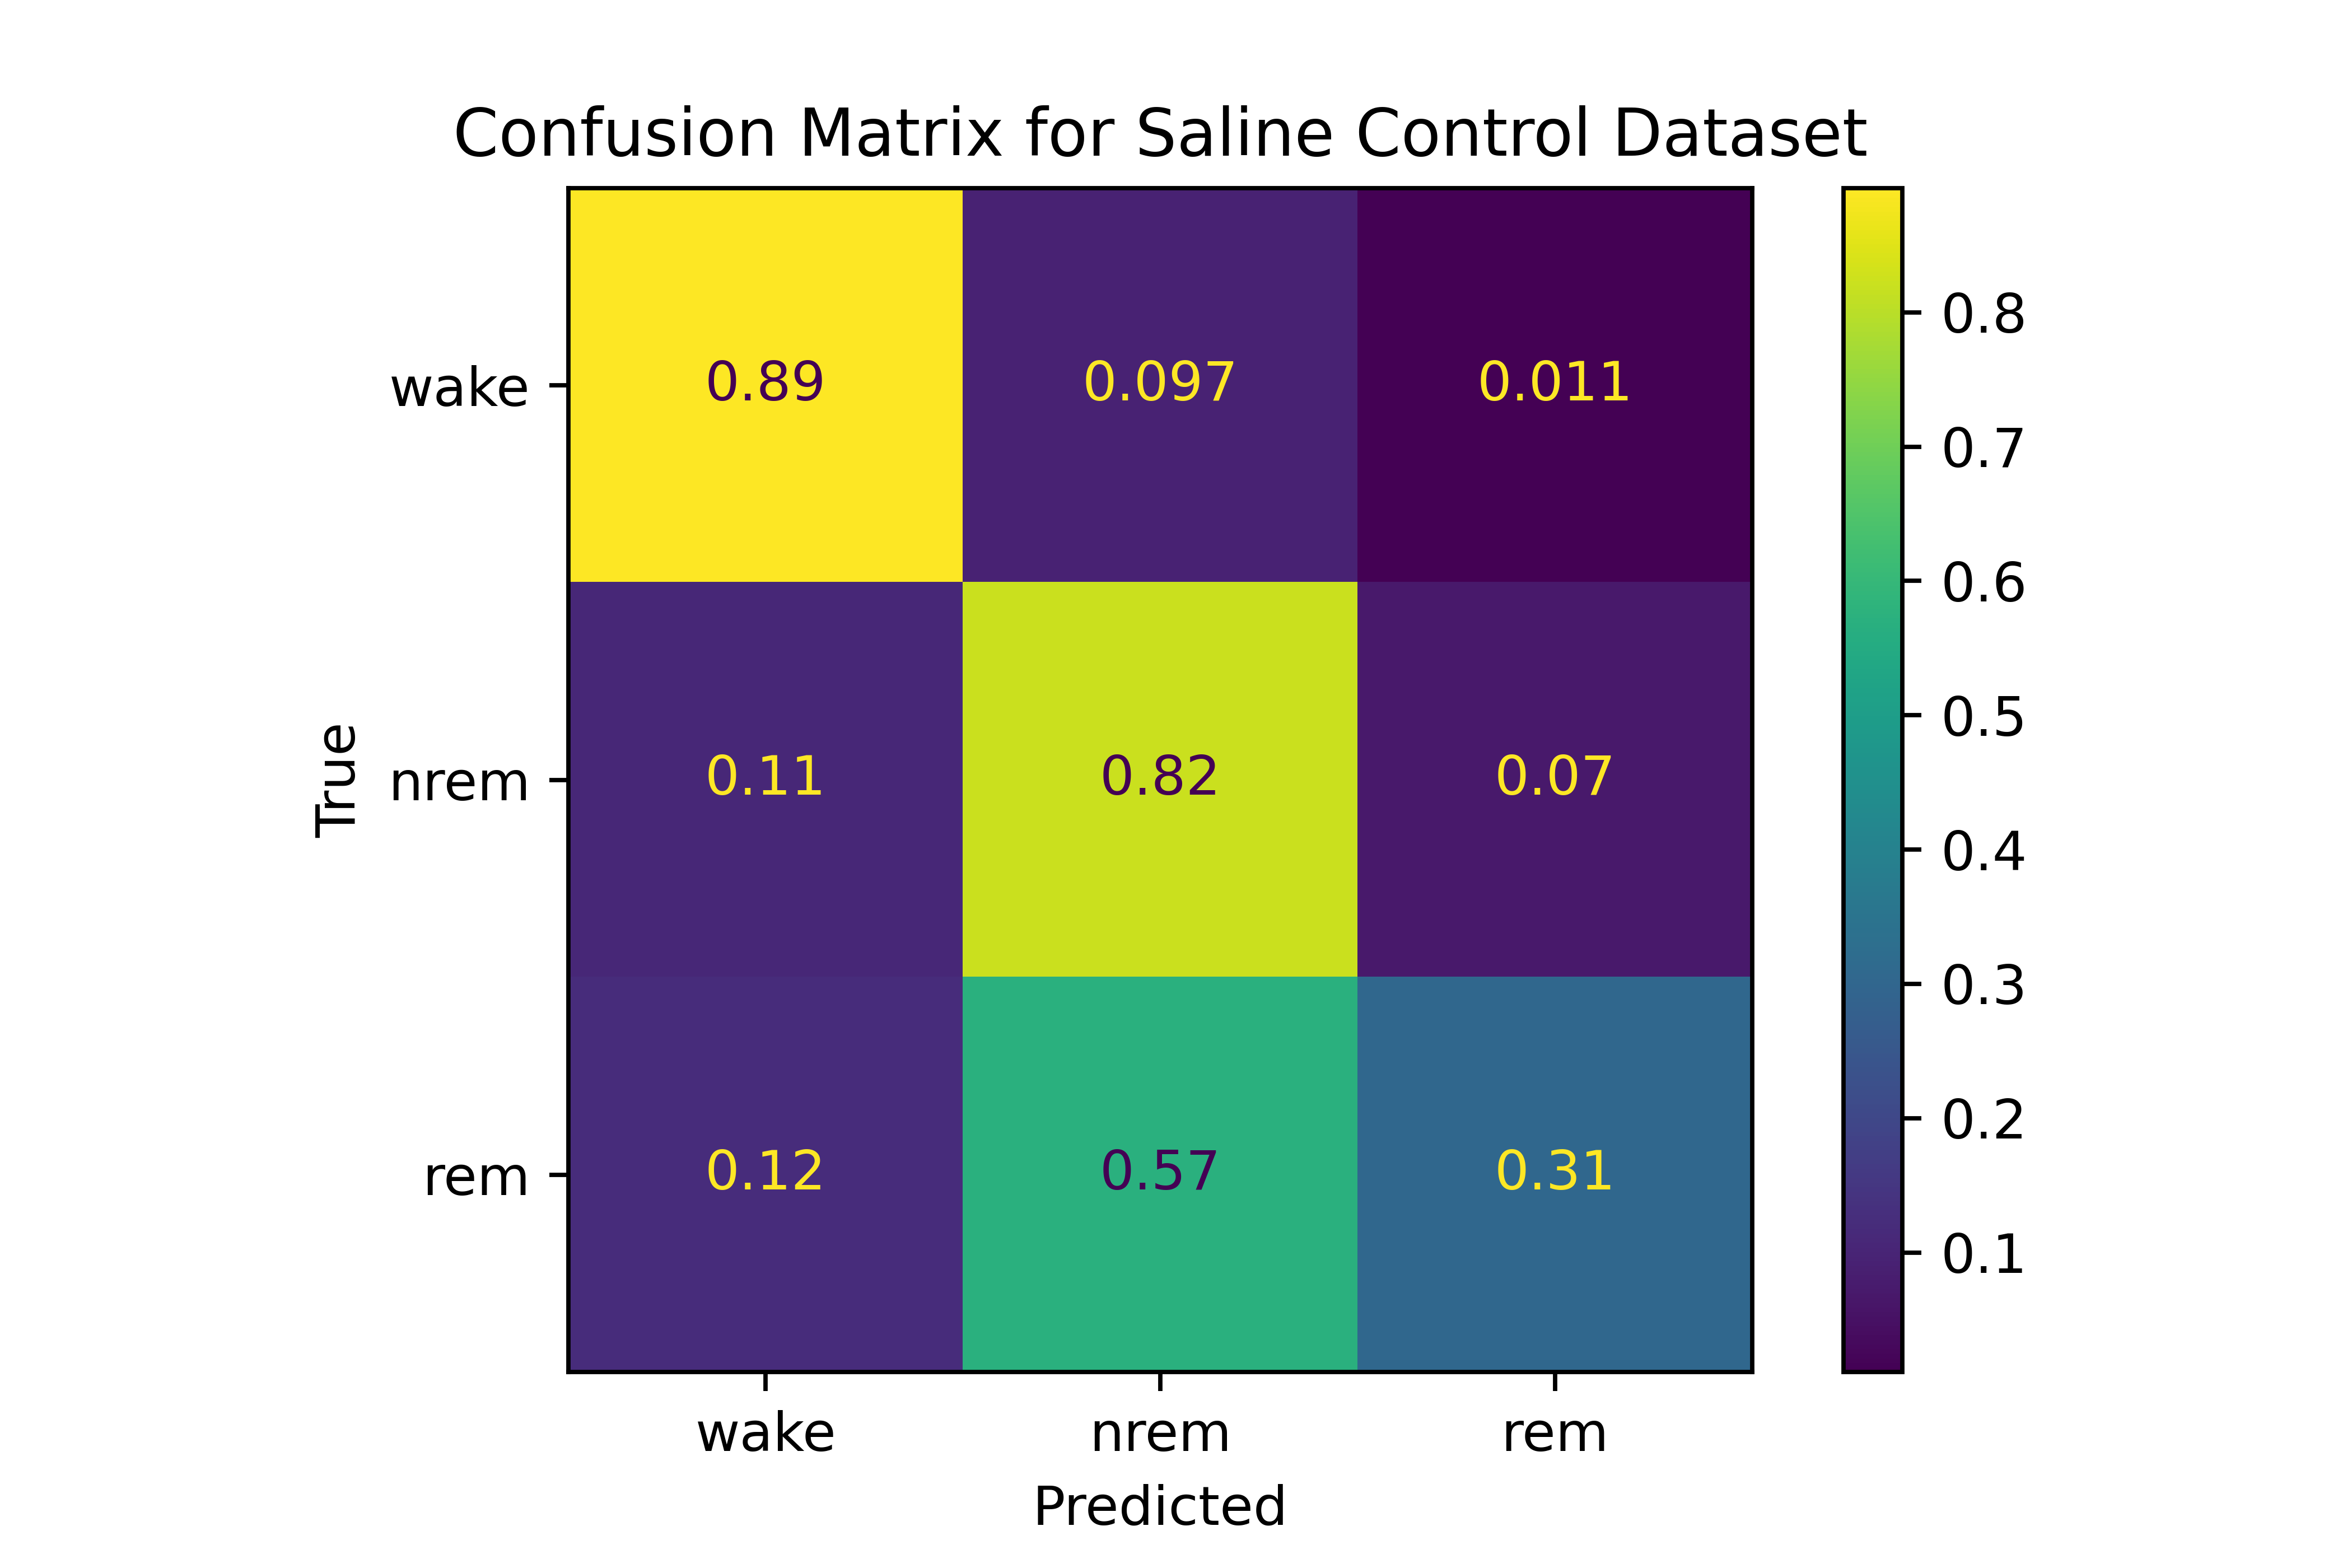 Confusion Matrix for Saline Control Dataset
wake
0.89
0.097
0.011
nrem
0.11
0.82
0.07
rem
0.12
0.57
0.31
wake
nrem
rem
Predicted
True
0.8
0.7
0.6
0.5
0.4
0.3
0.2
0.1